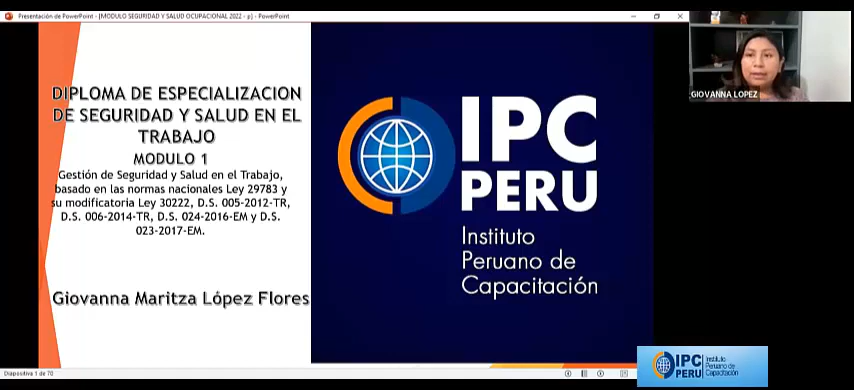 Presentación de PowerPoint - [MODULO SEGURIDAD Y SALUD OCUPACIONAL 2022 - p] - PowerPoint
DIPLOMA DE ESPECIALIZACION
DE SEGURIDAD Y SALUD EN EL
TRABAJO
MODULO 1
Gestión de Seguridad y Salud en el Trabajo,
basado en las normas nacionales Ley 29783 y
su modificatoria Ley 30222, D.S. 005-2012-TR,
D.S. 006-2014-TR, D.S. 024-2016-EM y D.S.
023-2017-EM.
Giovanna Maritza López Flores
IPC
PERU
Instituto
Peruano de
Capacitación
GIOVANNA LOPEZ
Diapositiva 1 de 70
IPC
PERU
Instituto
Peruano de
Capacitación